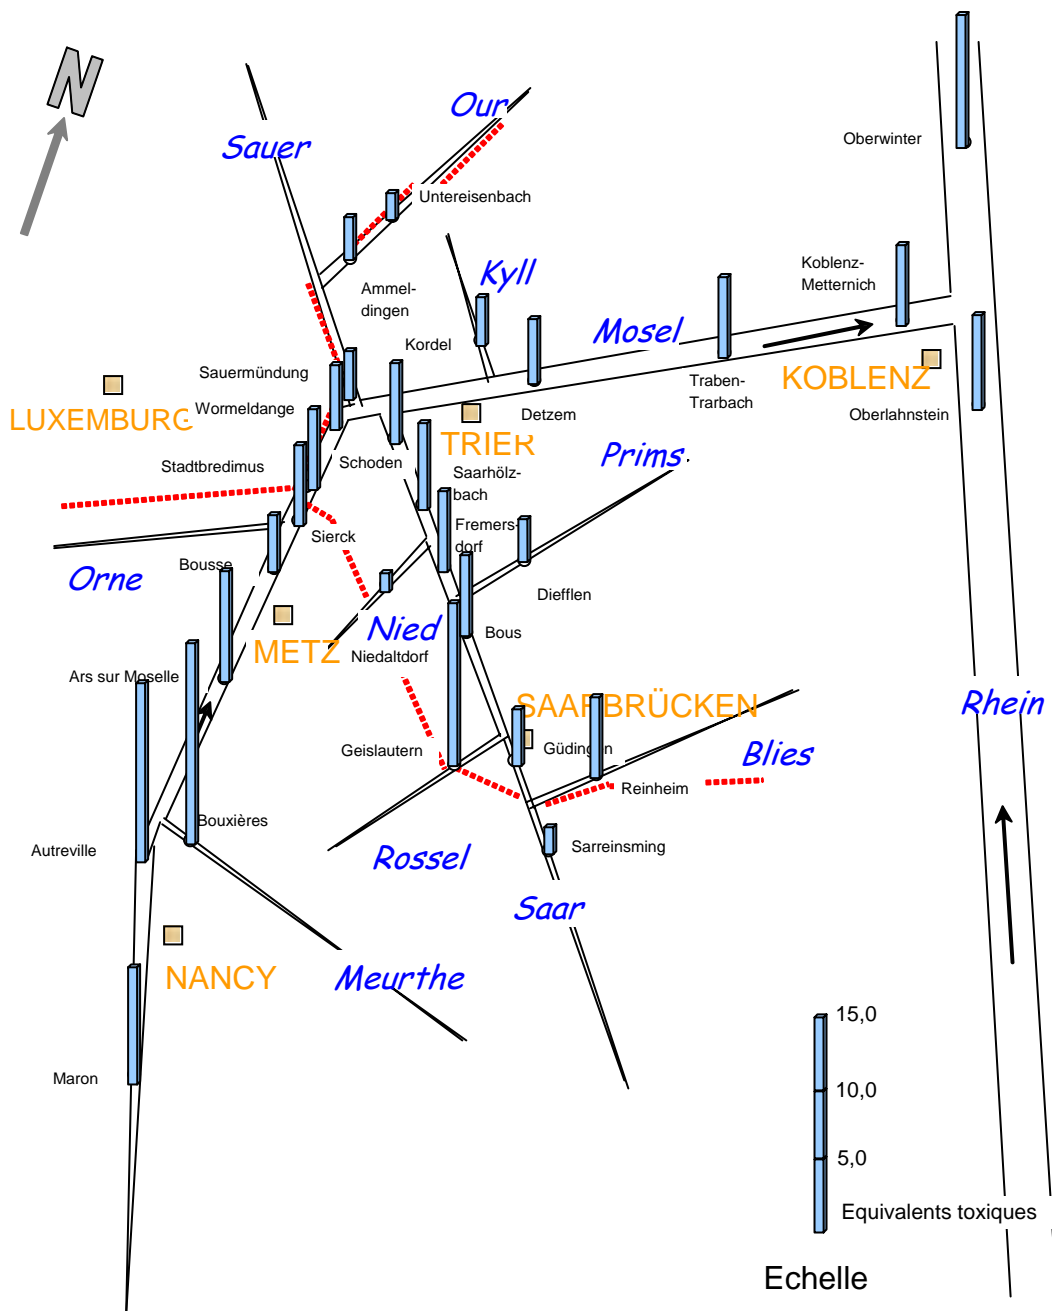 N
Our
Sauer
Oberwinter
Untereisenbach
Kyll
Koblenz-
Metternich
Ammel-
dingen
Mosel
Kordel
Sauermündung
KOBLENZ
Traben-
Trarbach
Wormeldange
LUXEMBURG
Detzem
Oberlahnstein
TRIER
Stadtbredimus
Schoden
Saarhölz-
bach
Prims
Sierck
Fremers-
dorf
Orne
Bousse
Diefflen
Nied
Bous
METZ
Niedaltdorf
Ars sur Moselle
SAARBRÜCKEN
Rhein
Geislautern
Güdingen
Blies
Reinheim
Bouxières
Autreville
Rossel
Sarreinsming
Saar
NANCY
Meurthe
15,0
Maron
10,0
5,0
Equivalents toxiques
Echelle